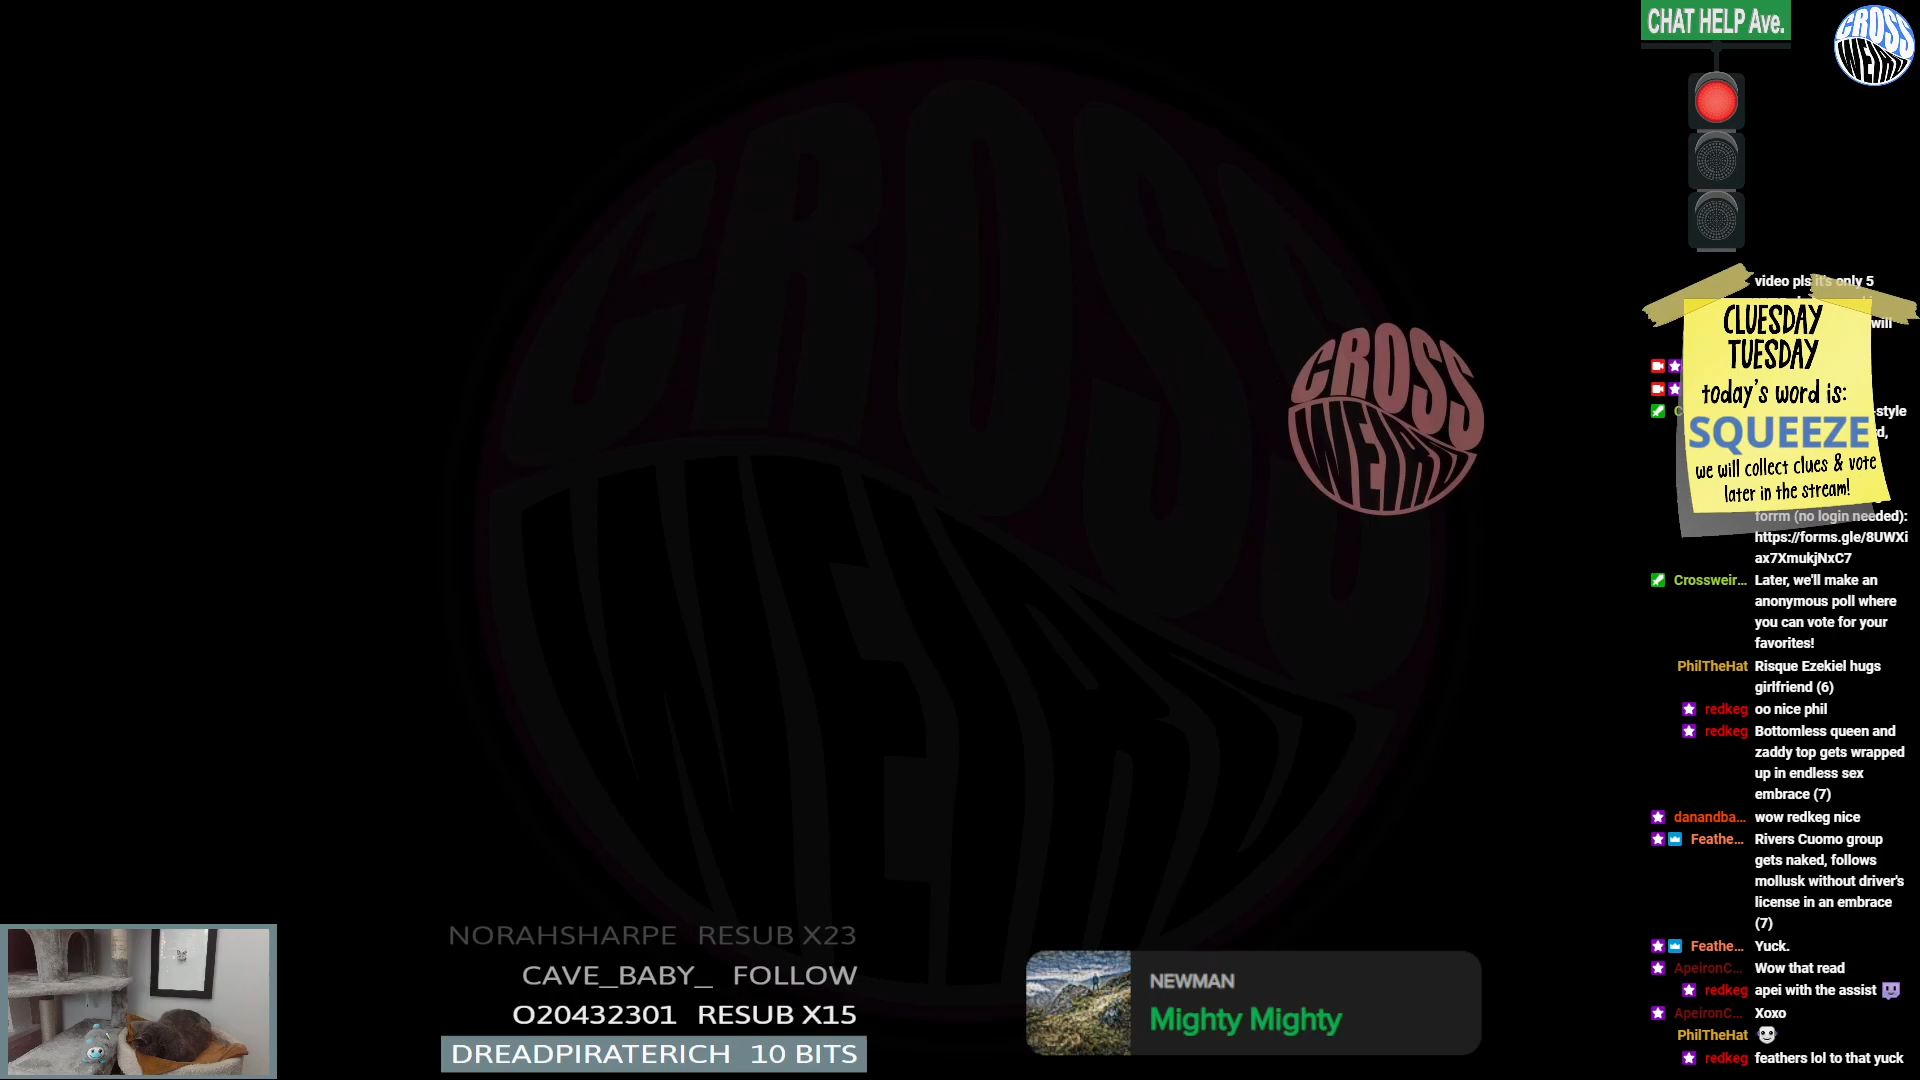 CHAT HELP Ave.
CROSS
WEIRD
CROSS
WEIRD
CROSS
WEIRD
video pls it's only 5
will
CLUESDAY
TUESDAY
today's word is:
SQUEEZE
we will collect clues & vote
later in the stream!
-style
forrm (no login needed):
https://forms.gle/8UWXi
ax7XmukjNxC7
Crossweir... Later, we'll make an
anonymous poll where
you can vote for your
favorites!
PhilTheHat Risque Ezekiel hugs
girlfriend (6)
redkeg oo nice phil
redkeg Bottomless queen and
zaddy top gets wrapped
up in endless sex
embrace (7)
danandba... wow redkeg nice
Feathe... Rivers Cuomo group
gets naked, follows
mollusk without driver's
license in an embrace
(7)
Feathe... Yuck.
ApeironC... Wow that read
redkeg apei with the assist
ApeironC... Xoxo
PhilTheHat
redkeg feathers lol to that yuck
NORAHSHARPE RESUB X23
CAVE_BABY_ FOLLOW
O20432301 RESUB X15
DREADPIRATERICH 10 BITS
NEWMAN
Mighty Mighty